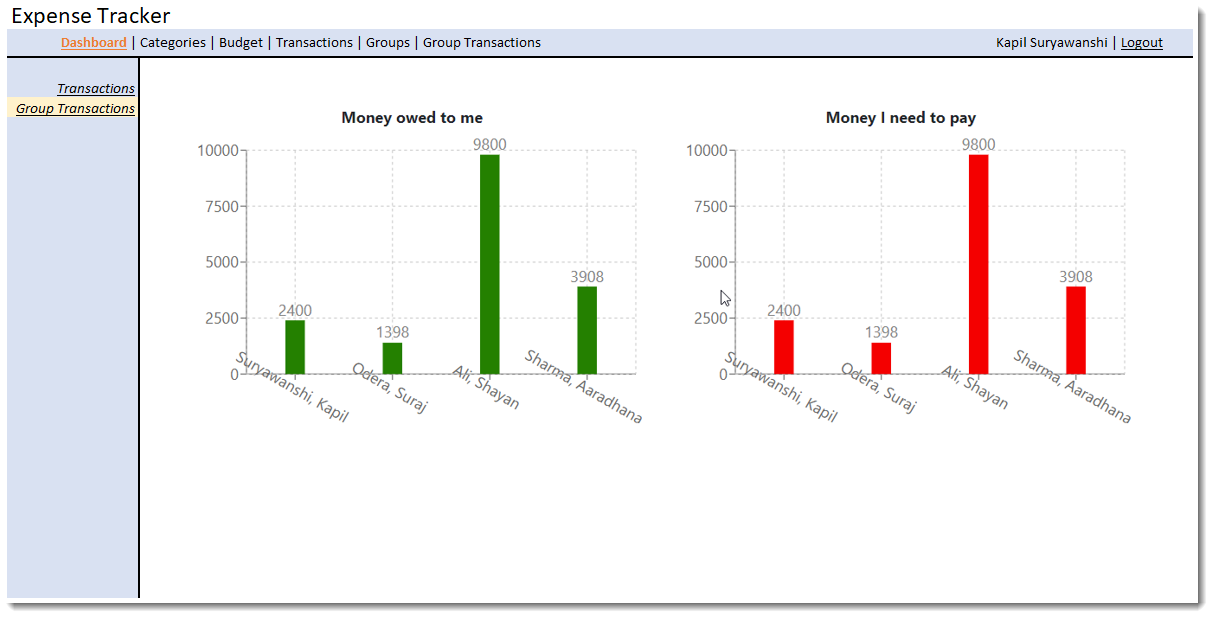 Expense Tracker
Dashboard | Categories | Budget | Transactions | Groups | Group Transactions
Kapil Suryawanshi | Logout
Transactions
Group Transactions
Money owed to me
10000
7500
5000
2500
0
2400
1398
9800
3908
Suryawanshi, Kapil
Odera, Suraj
Ali, Shayan
Sharma, Aaradhana
Money I need to pay
10000
7500
5000
2500
0
2400
1398
9800
3908
Suryawanshi, Kapil
Odera, Suraj
Ali, Shayan
Sharma, Aaradhana